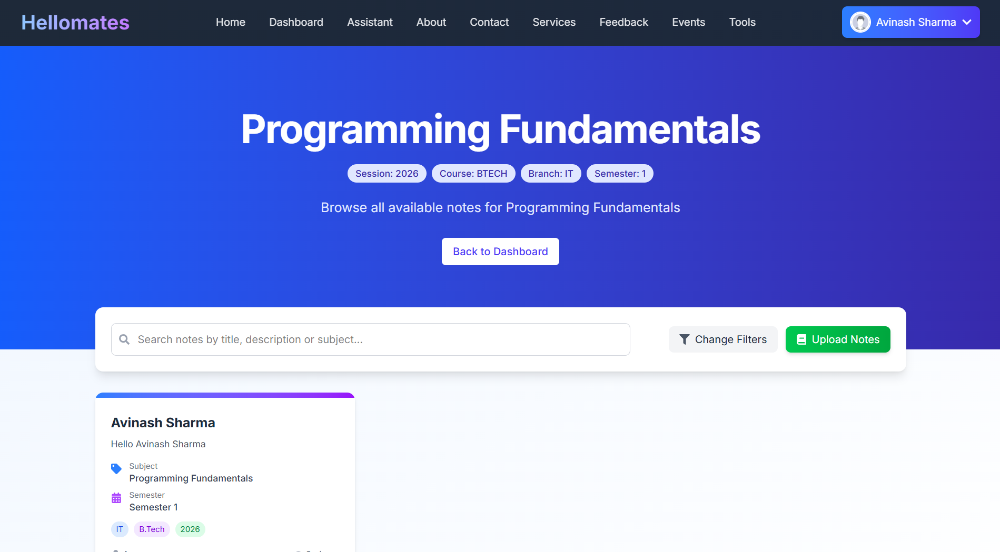 Hellomates
Home Dashboard Assistant About Contact Services Feedback Events Tools
Avinash Sharma
Programming Fundamentals
Session: 2026 Course: BTECH Branch: IT Semester: 1
Browse all available notes for Programming Fundamentals
Back to Dashboard
Search notes by title, description or subject...
Change Filters
Upload Notes
Avinash Sharma
Hello Avinash Sharma
Subject
Programming Fundamentals
Semester
Semester 1
IT B.Tech 2026